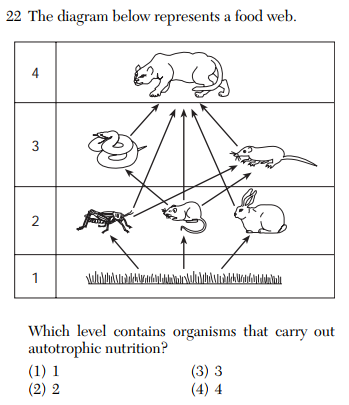 22 The diagram below represents a food web.
4
3
2
1
Which level contains organisms that carry out
autotrophic nutrition?
(1) 1 (3) 3
(2) 2 (4) 4